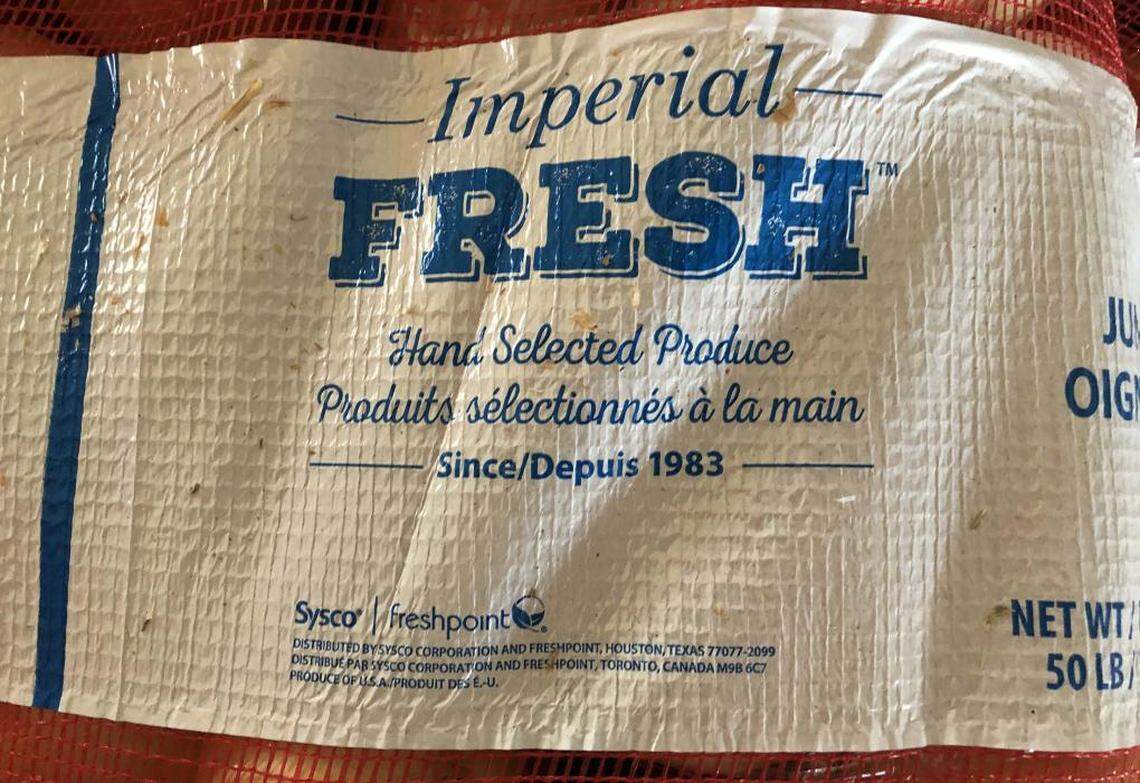 Imperial
FRESH™
Hand Selected Produce
Produits sélectionnés à la main
Since/Depuis 1983
Sysco® | freshpoint®
DISTRIBUTED BY SYSCO CORPORATION AND FRESHPOINT, HOUSTON, TEXAS 77077-2099
DISTRIBUÉ PAR SYSCO CORPORATION AND FRESHPOINT, TORONTO, CANADA M9B 6C7
PRODUCE OF U.S.A./PRODUIT DES É.-U.
NET WT/
50 LB/